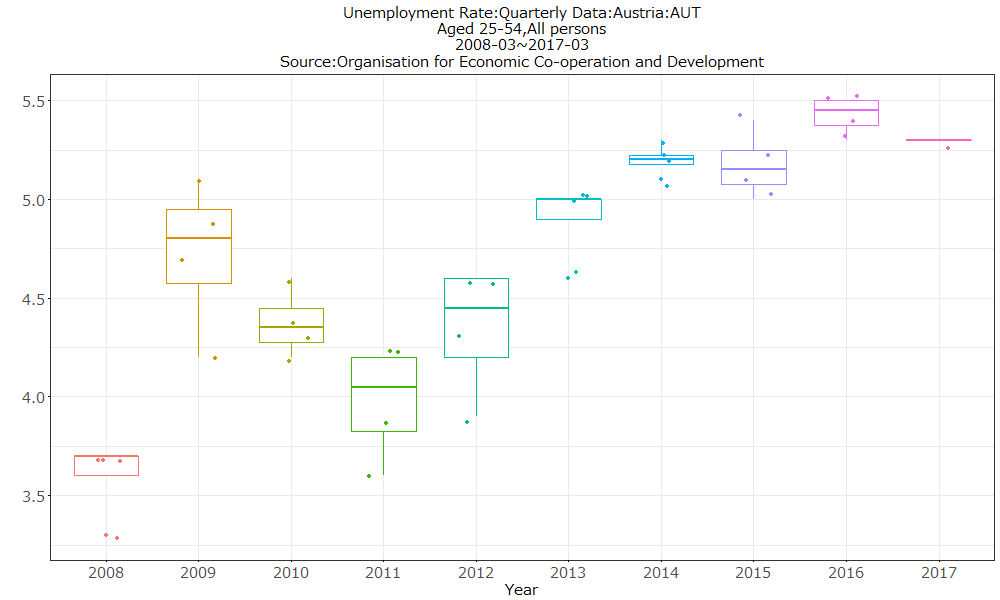 Unemployment Rate:Quarterly Data:Austria:AUT
Aged 25-54,All persons
2008-03~2017-03
Source:Organisation for Economic Co-operation and Development
5.5
5.0
4.5
4.0
3.5
2008 2009 2010 2011 2012 2013 2014 2015 2016 2017
Year